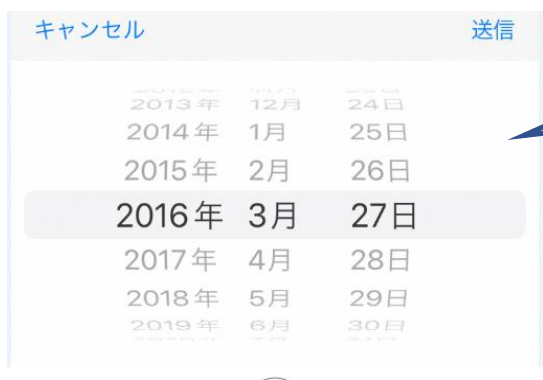 キャンセル 送信
2013年 12月 24日
2014年 1月 25日
2015年 2月 26日
2016年 3月 27日
2017年 4月 28日
2018年 5月 29日
2019年 6月 30日